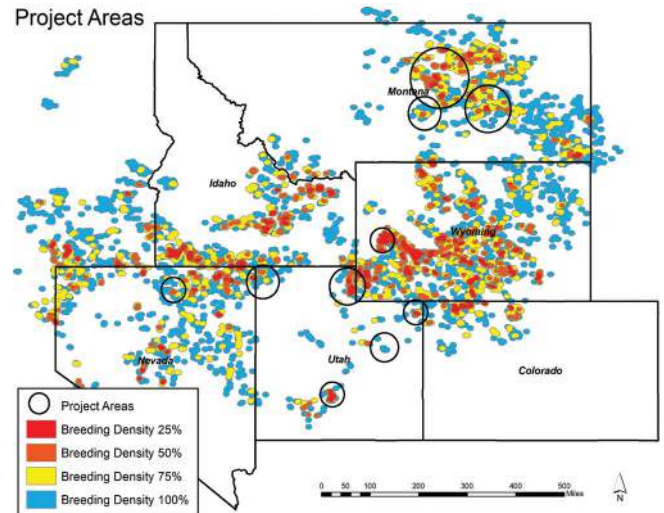 Project Areas
Montana
Idaho
Wyoming
Nevada
Utah
Colorado
Project Areas
Breeding Density 25%
Breeding Density 50%
Breeding Density 75%
Breeding Density 100%
0 25 50 100 200 300 400 500
Miles
N